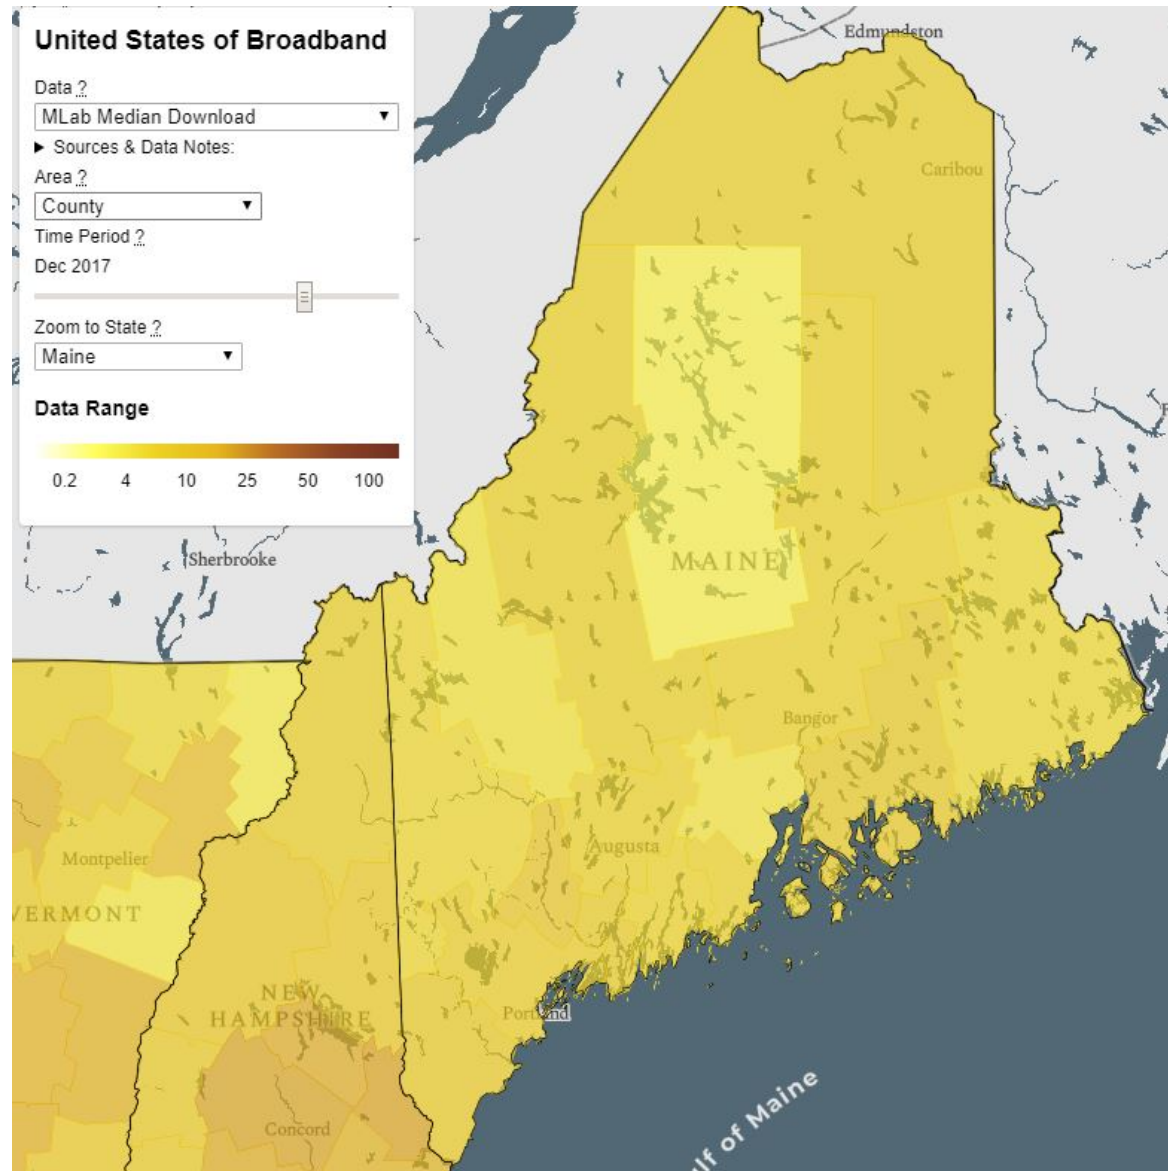 United States of Broadband
Data ?
MLab Median Download
Sources & Data Notes:
Area ?
County
Time Period ?
Dec 2017
Zoom to State ?
Maine
Data Range
0.2 4 10 25 50 100
Edmundston
Caribou
Sherbrooke
MAINE
Bangor
Augusta
Montpelier
VERMONT
NEW
HAMPSHIRE
Portland
Concord
lf of Maine